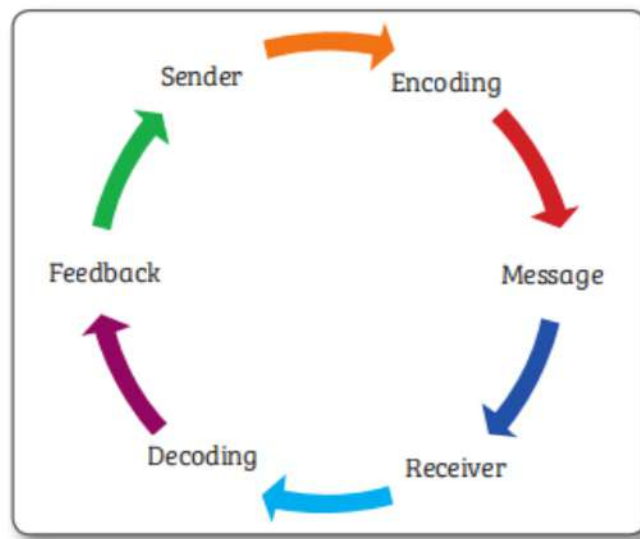 Sender
Encoding
Message
Receiver
Decoding
Feedback